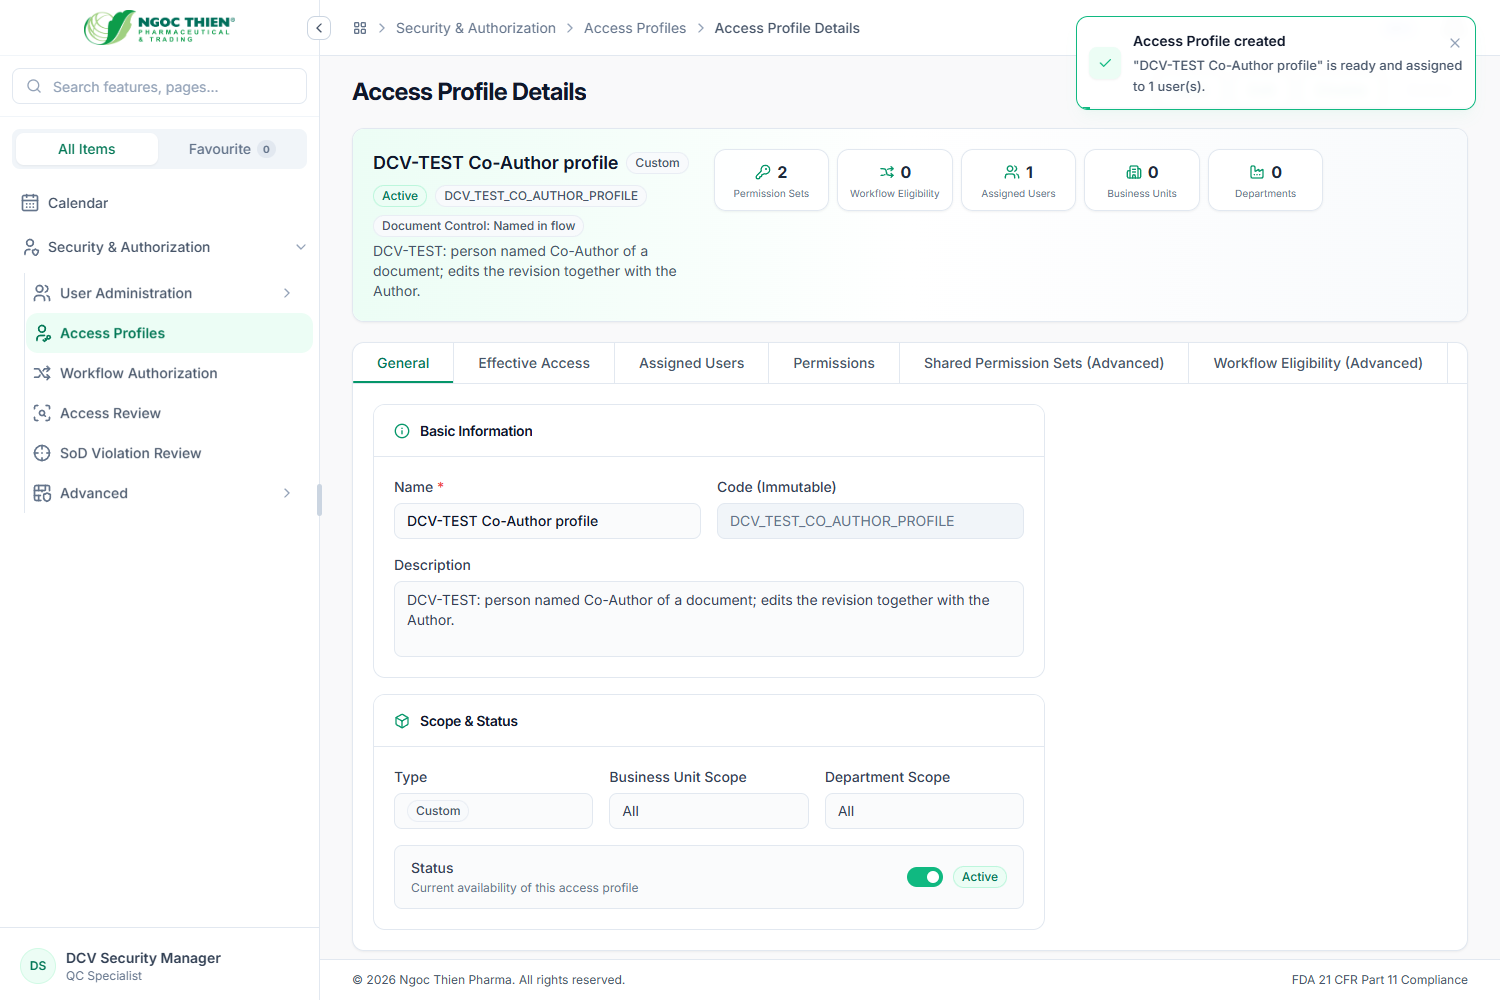 NGOC THIEN®
PHARMACEUTICAL
& TRADING
Search features, pages...
All Items
Favourite 0
Calendar
Security & Authorization
User Administration
Access Profiles
Workflow Authorization
Access Review
SoD Violation Review
Advanced
DS
DCV Security Manager
QC Specialist
Security & Authorization
Access Profiles
Access Profile Details
Access Profile created
"DCV-TEST Co-Author profile" is ready and assigned
to 1 user(s).
Access Profile Details
DCV-TEST Co-Author profile Custom
Active DCV_TEST_CO_AUTHOR_PROFILE
Document Control: Named in flow
DCV-TEST: person named Co-Author of a
document; edits the revision together with the
Author.
2
Permission Sets
0
Workflow Eligibility
1
Assigned Users
0
Business Units
0
Departments
General
Effective Access
Assigned Users
Permissions
Shared Permission Sets (Advanced)
Workflow Eligibility (Advanced)
Basic Information
Name *
DCV-TEST Co-Author profile
Code (Immutable)
DCV_TEST_CO_AUTHOR_PROFILE
Description
DCV-TEST: person named Co-Author of a document; edits the revision together with the
Author.
Scope & Status
Type
Custom
Business Unit Scope
All
Department Scope
All
Status
Current availability of this access profile
Active
© 2026 Ngoc Thien Pharma. All rights reserved.
FDA 21 CFR Part 11 Compliance